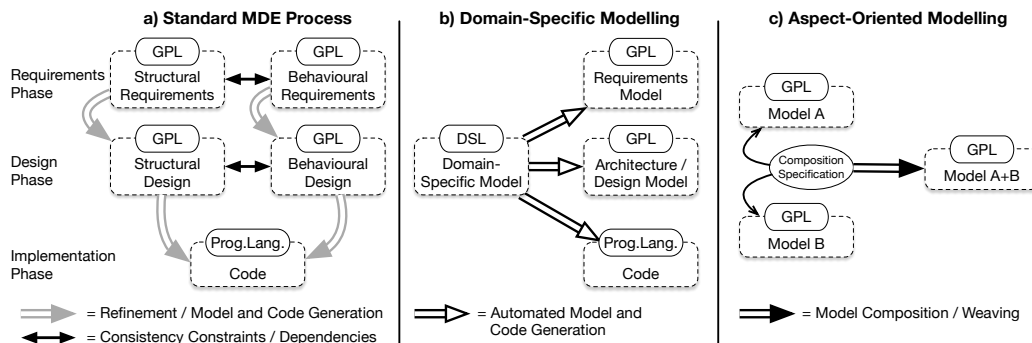 a) Standard MDE Process
Requirements
Phase
GPL
Structural
Requirements
GPL
Behavioural
Requirements
Design
Phase
GPL
Structural
Design
GPL
Behavioural
Design
Implementation
Phase
Prog.Lang.
Code
= Refinement / Model and Code Generation
= Consistency Constraints / Dependencies
b) Domain-Specific Modelling
GPL
Requirements
Model
DSL
Domain-
Specific Model
GPL
Architecture /
Design Model
Prog.Lang.
Code
= Automated Model and
Code Generation
c) Aspect-Oriented Modelling
GPL
Model A
Composition
Specification
GPL
Model A+B
GPL
Model B
= Model Composition / Weaving